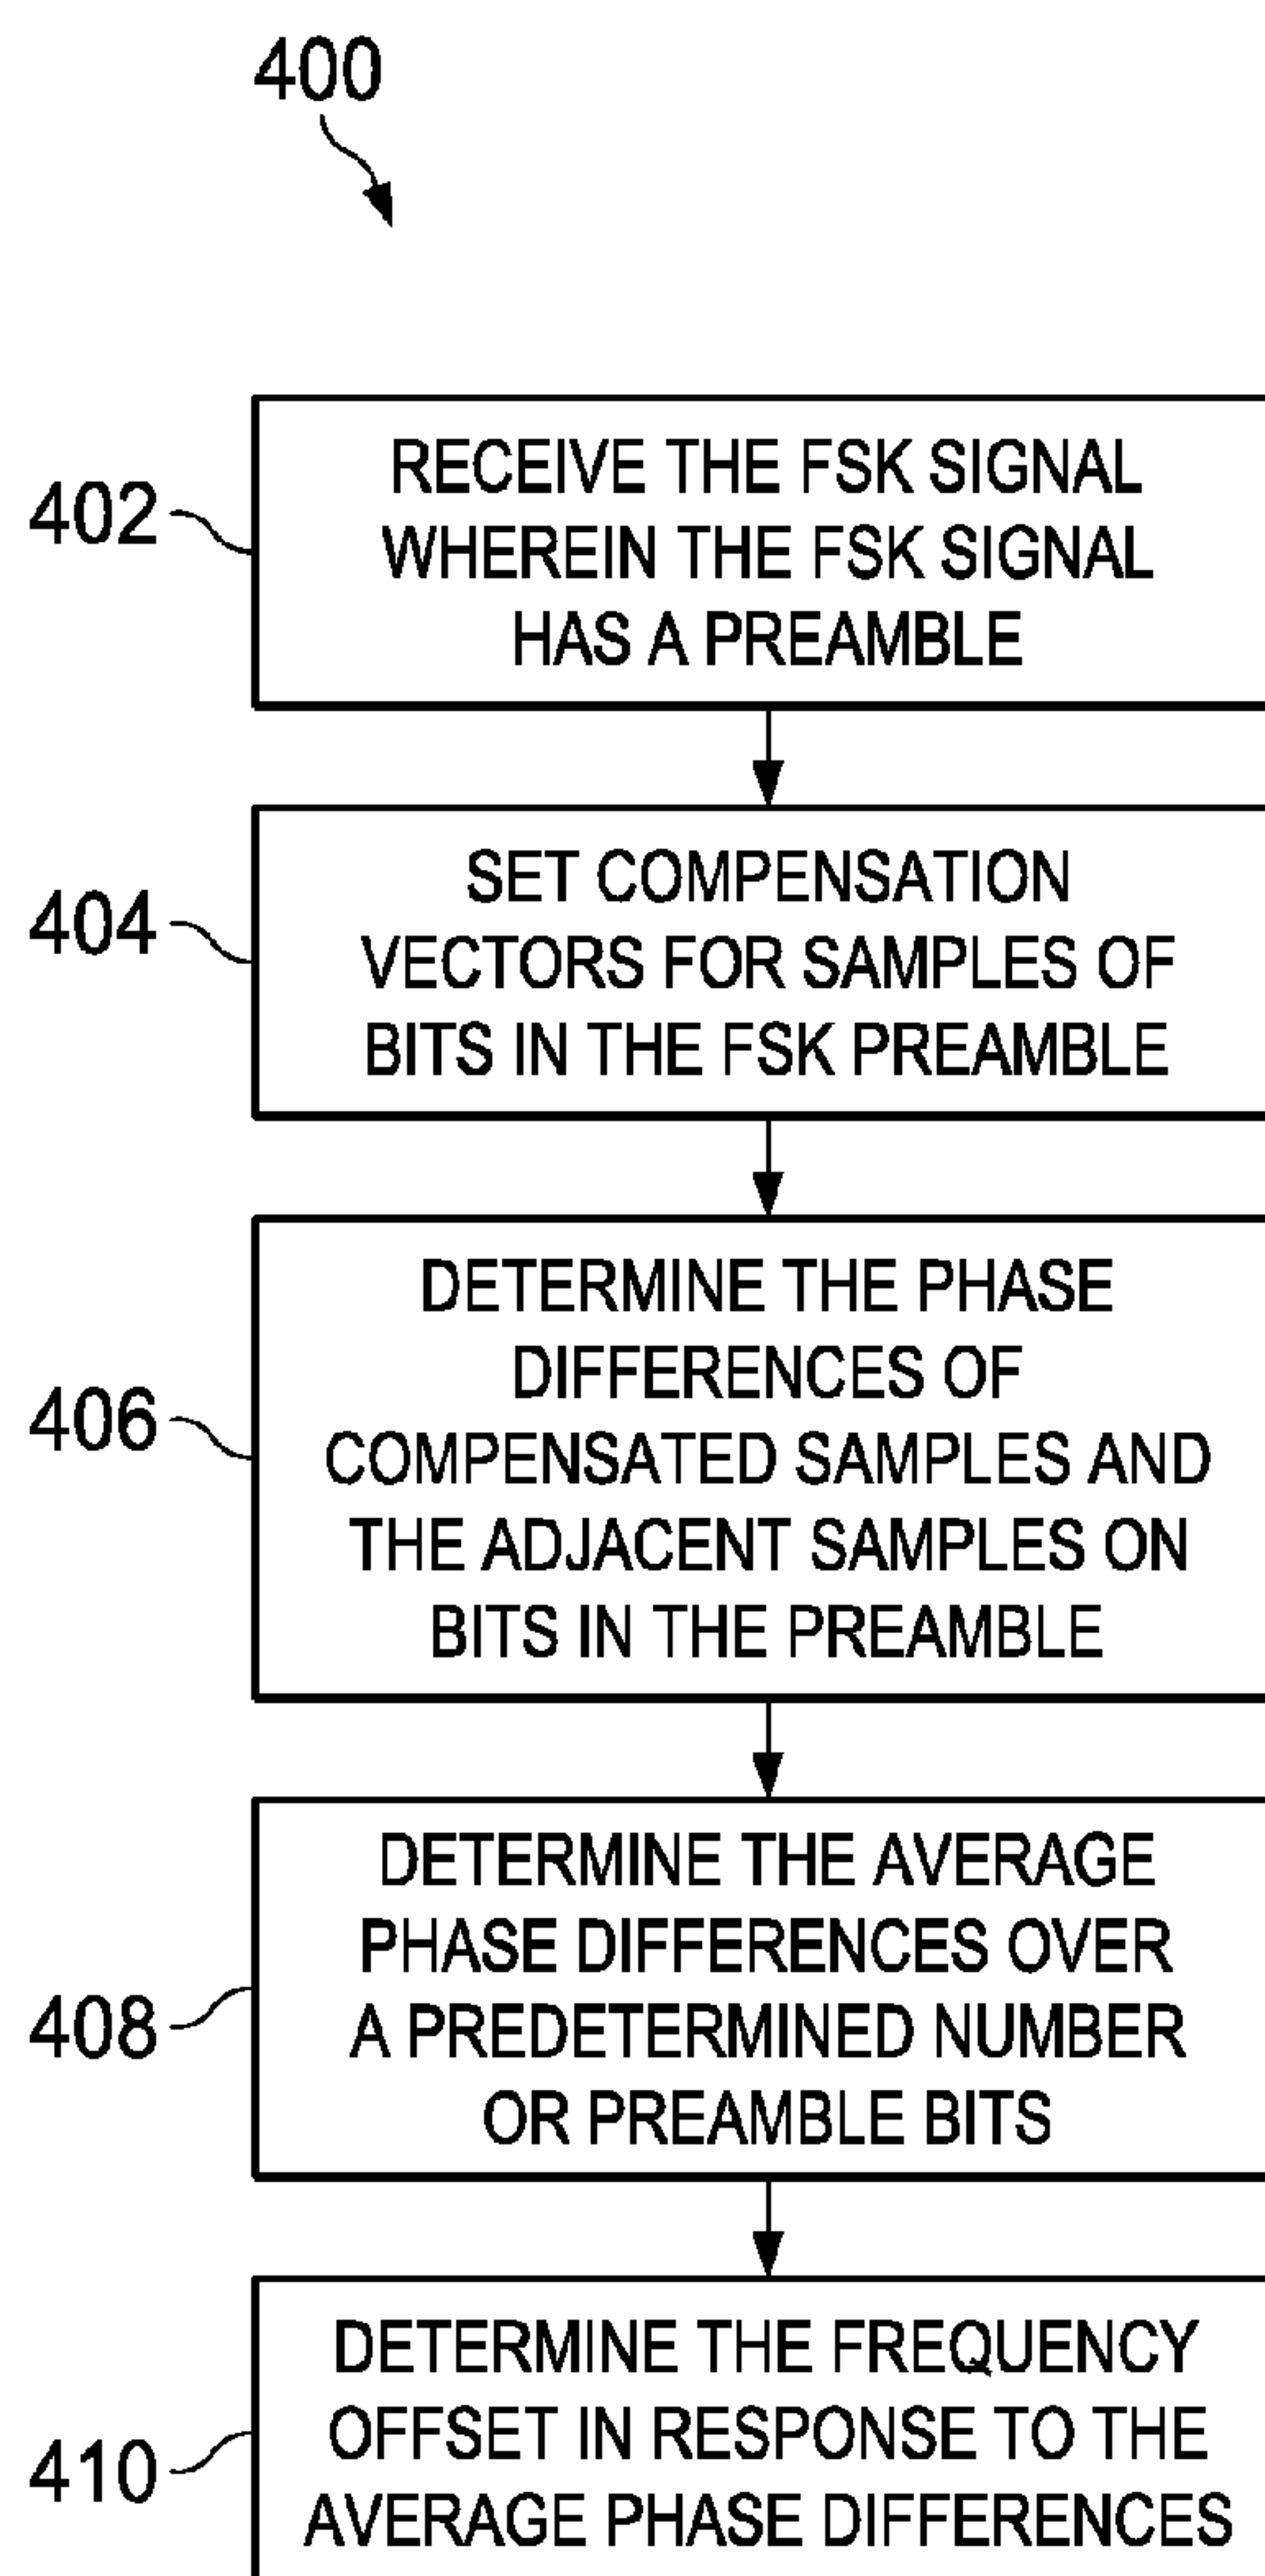 400
402
RECEIVE THE FSK SIGNAL
WHEREIN THE FSK SIGNAL
HAS A PREAMBLE
404
SET COMPENSATION
VECTORS FOR SAMPLES OF
BITS IN THE FSK PREAMBLE
406
DETERMINE THE PHASE
DIFFERENCES OF
COMPENSATED SAMPLES AND
THE ADJACENT SAMPLES ON
BITS IN THE PREAMBLE
408
DETERMINE THE AVERAGE
PHASE DIFFERENCES OVER
A PREDETERMINED NUMBER
OR PREAMBLE BITS
410
DETERMINE THE FREQUENCY
OFFSET IN RESPONSE TO THE
AVERAGE PHASE DIFFERENCES